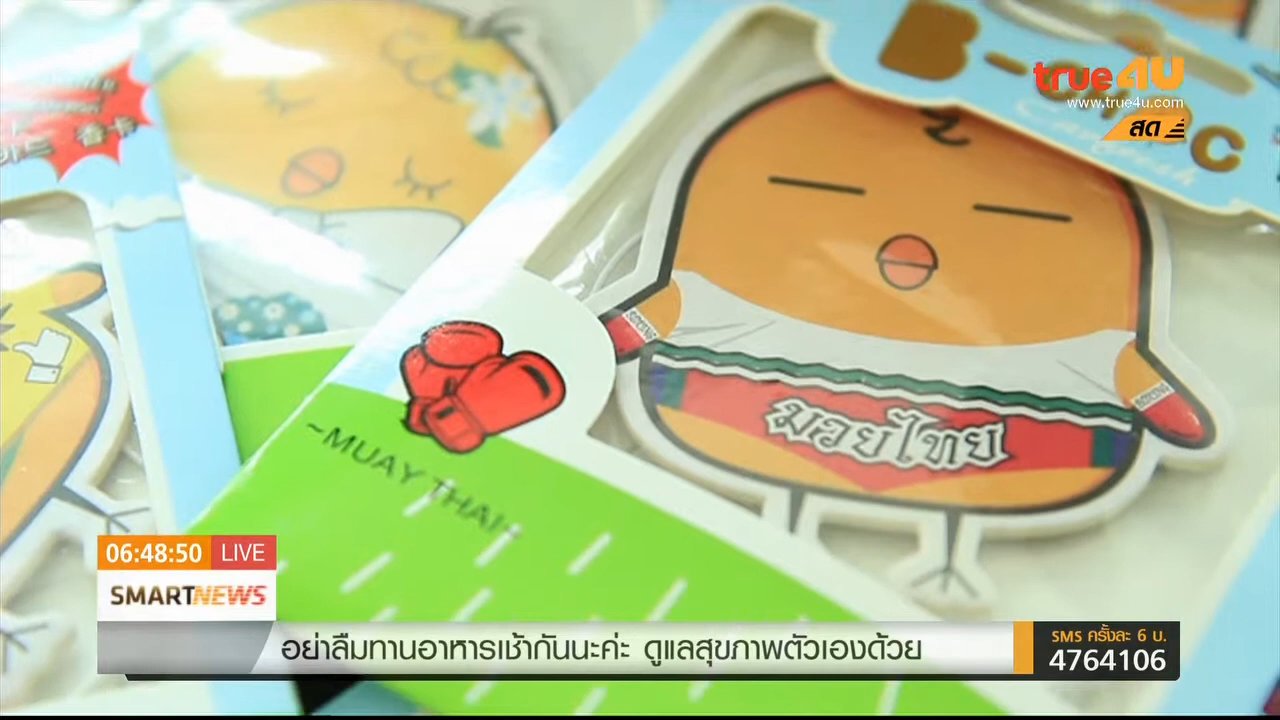 true4U
www.true4u.com
สด
~MUAY THAI~
BOXING
มวยไทย
BOXING
06:48:50 LIVE
SMARTNEWS
อย่าลืมทานอาหารเช้ากันนะค่ะ ดูแลสุขภาพตัวเองด้วย
SMS ครั้งละ 6 บ.
4764106